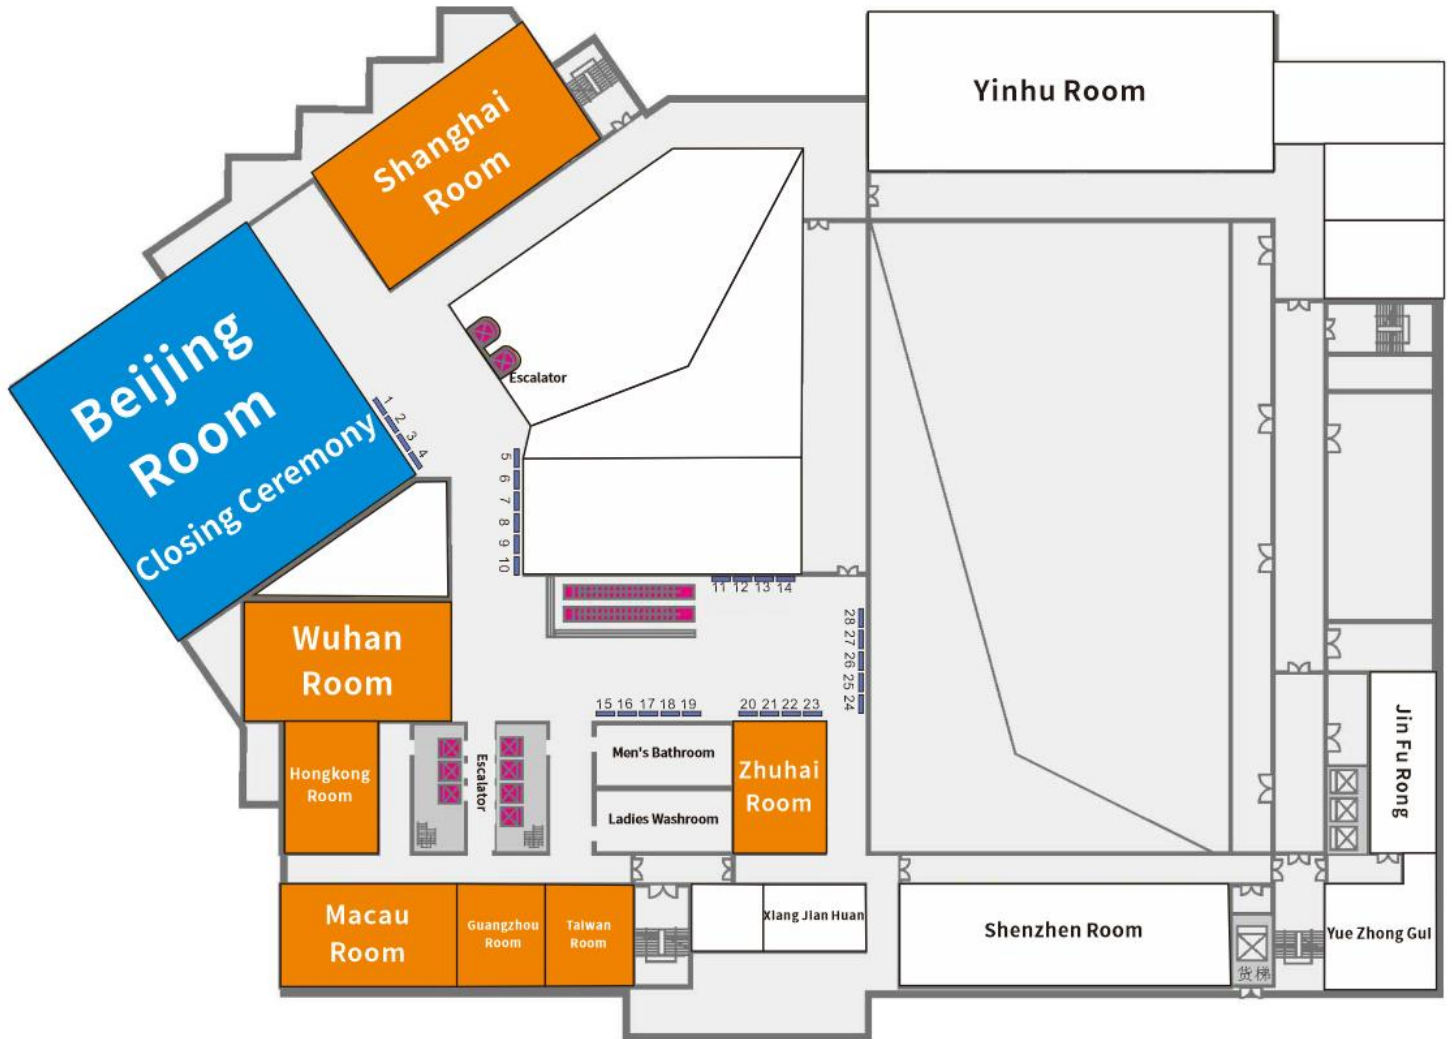 Yinhu Room
Shanghai
Room
Beijing
Room
Closing Ceremony
Escalator
1
2
3
4
5
6
7
8
9
10
11 12 13 14
28
27
26
25
24
Wuhan
Room
15 16 17 18 19
20 21 22 23
Hongkong
Room
Escalator
Men's Bathroom
Ladies Washroom
Zhuhai
Room
Jin Fu Rong
Macau
Room
Guangzhou
Room
Taiwan
Room
Xiang Jian Huan
Shenzhen Room
货梯
Yue Zhong Gui